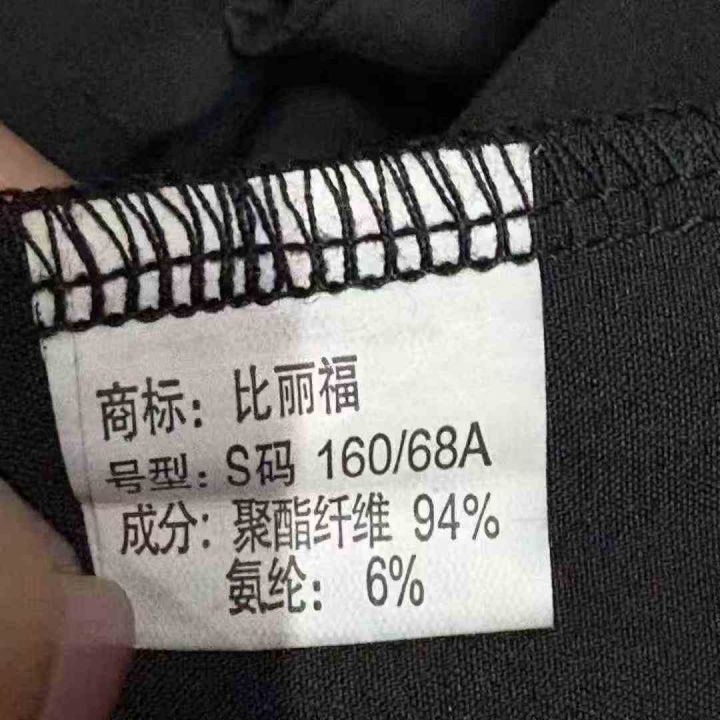 商标：比丽福
号型：S码 160/68A
成分：聚酯纤维 94%
氨纶： 6%